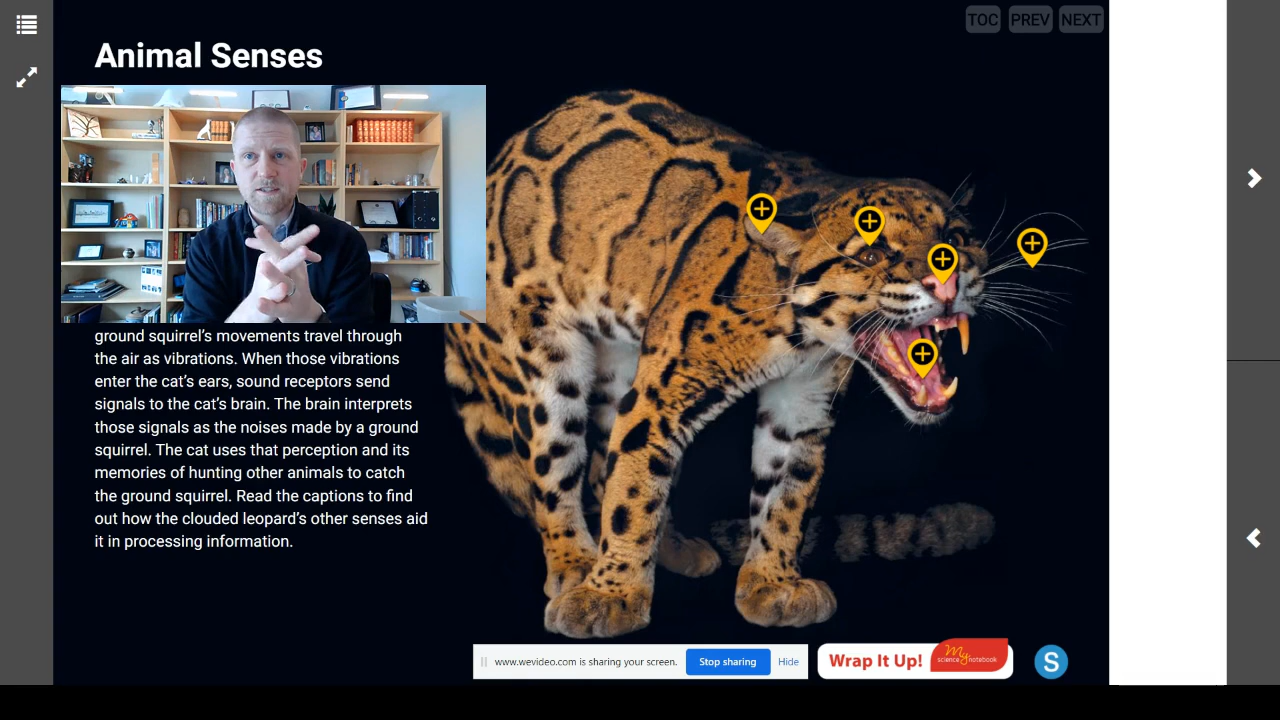 TOC PREV NEXT
Animal Senses
ground squirrel's movements travel through
the air as vibrations. When those vibrations
enter the cat's ears, sound receptors send
signals to the cat's brain. The brain interprets
those signals as the noises made by a ground
squirrel. The cat uses that perception and its
memories of hunting other animals to catch
the ground squirrel. Read the captions to find
out how the clouded leopard's other senses aid
it in processing information.
www.wevideo.com is sharing your screen. Stop sharing Hide
Wrap It Up! My science notebook
S